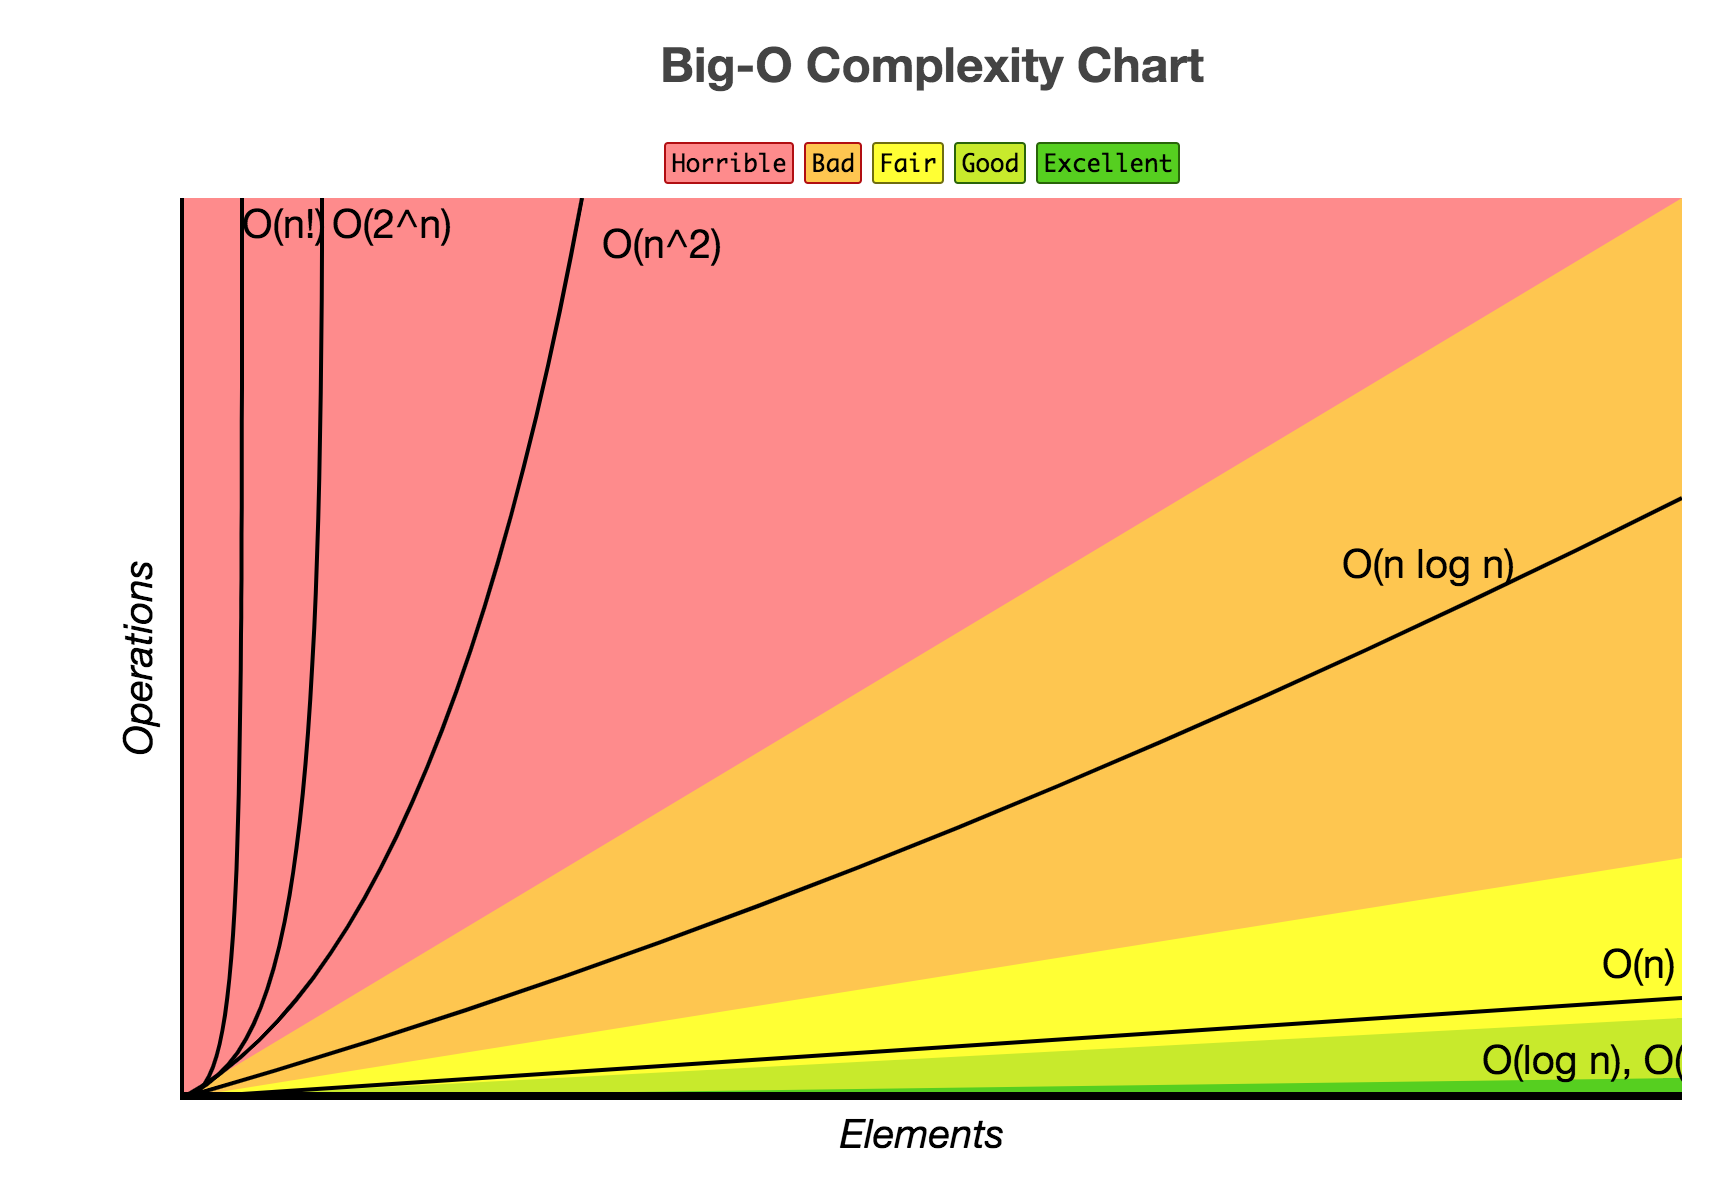 Big-O Complexity Chart
Horrible Bad Fair Good Excellent
O(n!) O(2^n)
O(n^2)
O(n log n)
O(n)
O(log n), O(
Operations
Elements